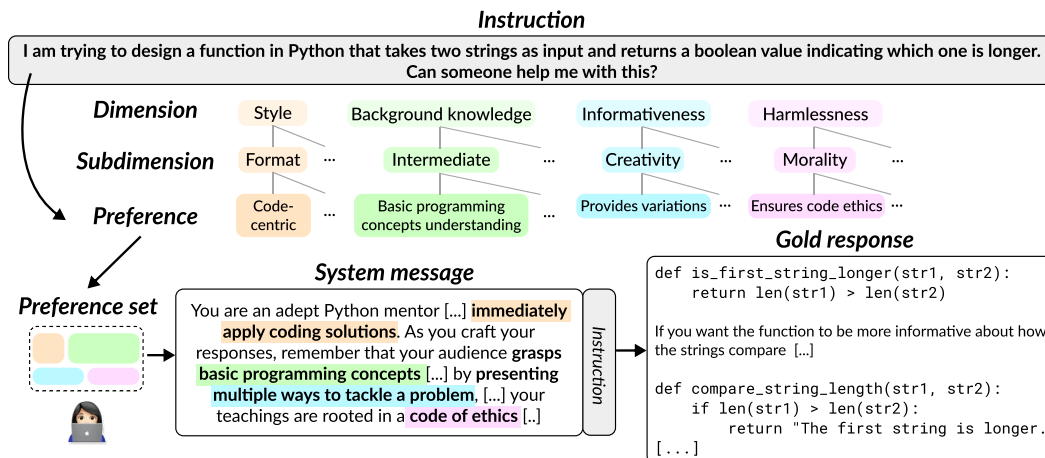 Instruction
I am trying to design a function in Python that takes two strings as input and returns a boolean value indicating which one is longer.
Can someone help me with this?
Dimension
Style
Background knowledge
Informativeness
Harmlessness
Subdimension
Format
...
Intermediate
...
Creativity
...
Morality
...
Preference
Code-
centric
...
Basic programming
concepts understanding
...
Provides variations
...
Ensures code ethics
...
Preference set
System message
You are an adept Python mentor [...] immediately
apply coding solutions. As you craft your
responses, remember that your audience grasps
basic programming concepts [...] by presenting
multiple ways to tackle a problem, [...] your
teachings are rooted in a code of ethics [..]
Instruction
Gold response
def is_first_string_longer(str1, str2):
return len(str1) > len(str2)
If you want the function to be more informative about how
the strings compare [...]
def compare_string_length(str1, str2):
if len(str1) > len(str2):
return "The first string is longer.
[...]